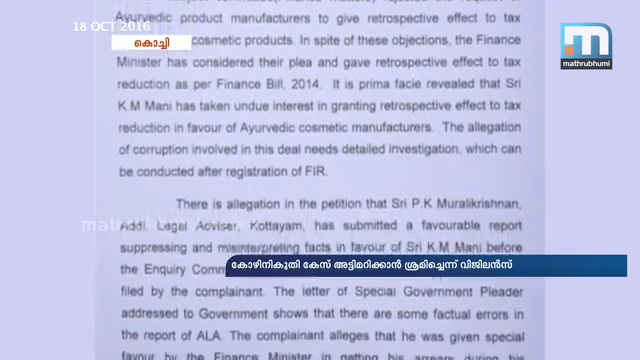 18 OCT 2016
കൊച്ചി
mathrubhumi
Ayurvedic product manufacturers to give retrospective effect to tax
cosmetic products. In spite of these objections, the Finance
Minister has considered their plea and gave retrospective effect to tax
reduction as per Finance Bill, 2014. It is prima facie revealed that Sri
K.M Mani has taken undue interest in granting retrospective effect to tax
reduction in favour of Ayurvedic cosmetic manufacturers. The allegation
of corruption involved in this deal needs detailed investigation, which can
be conducted after registration of FIR.
There is allegation in the petition that Sri P.K Muralikrishnan,
Addl. Legal Adviser, Kottayam, has submitted a favourable report
suppressing and misinterpreting facts in favour of Sri K.M Mani before
the Enquiry Comm
കോഴിനികുതി കേസ് അട്ടിമറിക്കാൻ ശ്രമിച്ചെന്ന് വിജിലൻസ്
filed by the complainant. The letter of Special Government Pleader
addressed to Government shows that there are some factual errors in
the report of ALA. The complainant alleges that he was given special
favour by the Finance Minister in getting his arrears during his